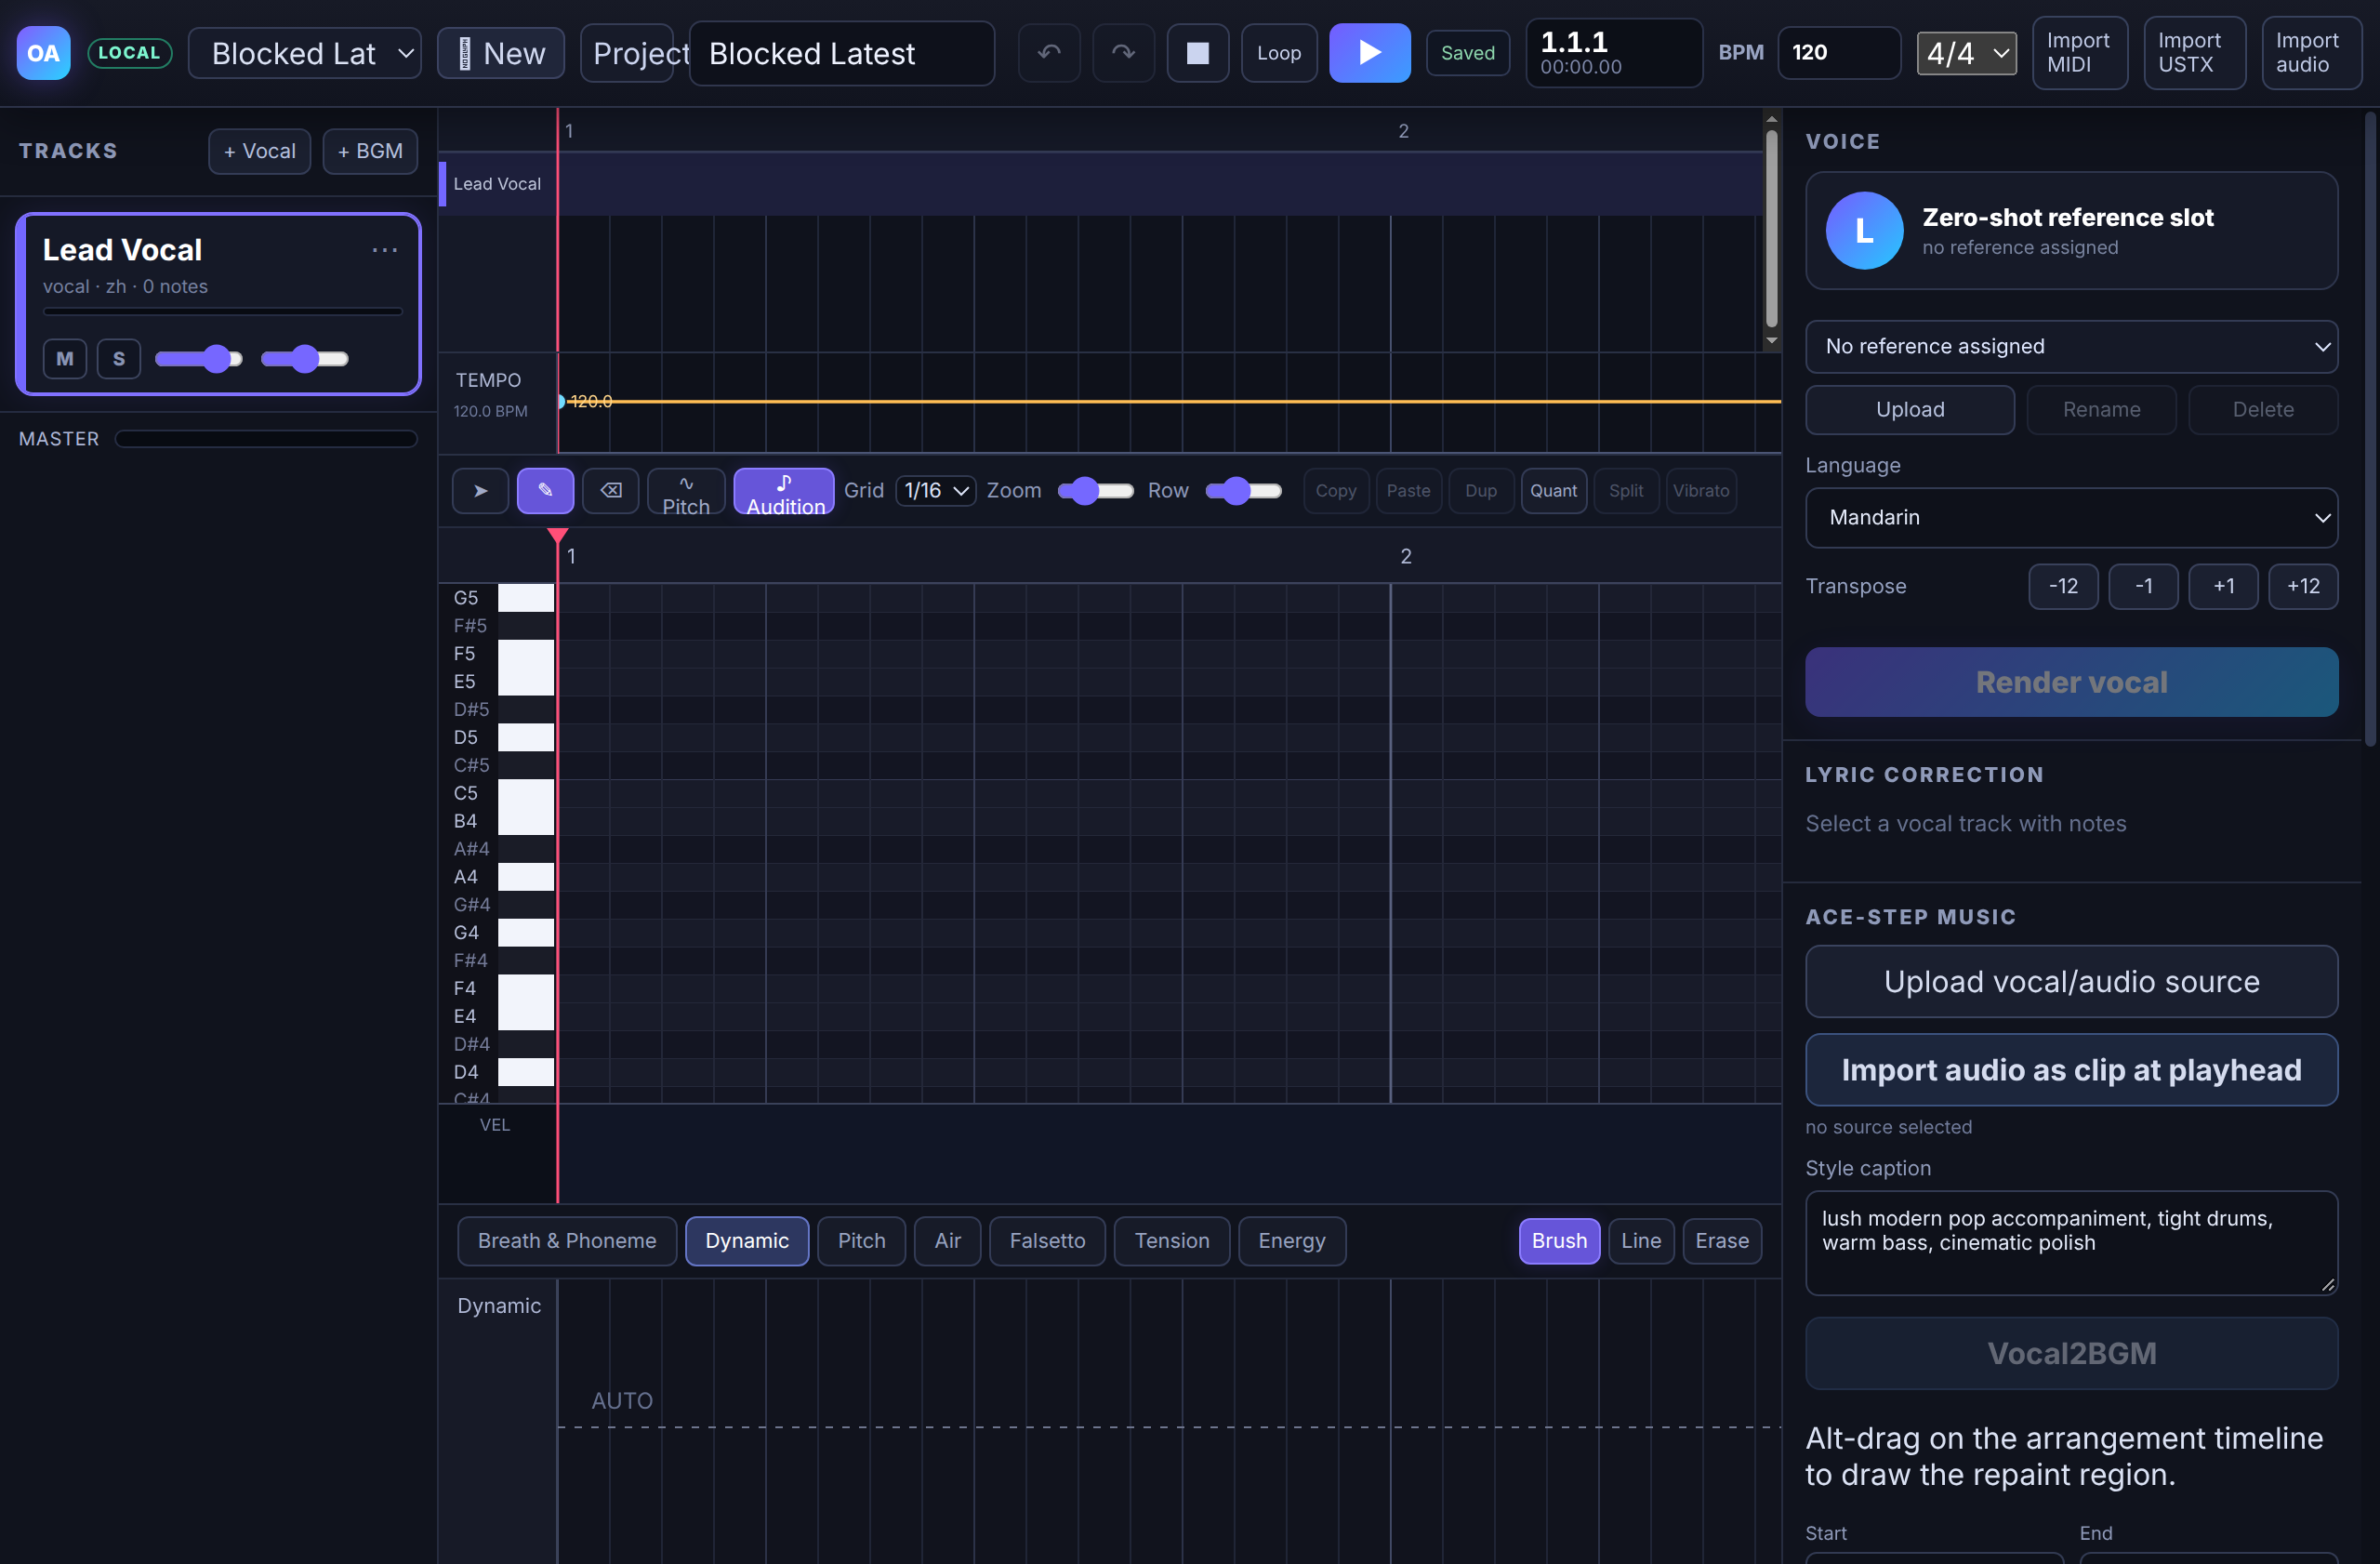 OA
LOCAL
Blocked Lat
New
Project
Blocked Latest
Loop
Saved
1.1.1
00:00.00
BPM
120
4/4
Import
MIDI
Import
USTX
Import
audio
TRACKS
+ Vocal
+ BGM
Lead Vocal
vocal · zh · 0 notes
M
S
MASTER
1
2
Lead Vocal
TEMPO
120.0 BPM
120.0
Pitch
Audition
Grid
1/16
Zoom
Row
Copy
Paste
Dup
Quant
Split
Vibrato
1
2
G5
F#5
F5
E5
D#5
D5
C#5
C5
B4
A#4
A4
G#4
G4
F#4
F4
E4
D#4
D4
C#4
VEL
Breath & Phoneme
Dynamic
Pitch
Air
Falsetto
Tension
Energy
Brush
Line
Erase
Dynamic
AUTO
VOICE
L
Zero-shot reference slot
no reference assigned
No reference assigned
Upload
Rename
Delete
Language
Mandarin
Transpose
-12
-1
+1
+12
Render vocal
LYRIC CORRECTION
Select a vocal track with notes
ACE-STEP MUSIC
Upload vocal/audio source
Import audio as clip at playhead
no source selected
Style caption
lush modern pop accompaniment, tight drums,
warm bass, cinematic polish
Vocal2BGM
Alt-drag on the arrangement timeline
to draw the repaint region.
Start
End